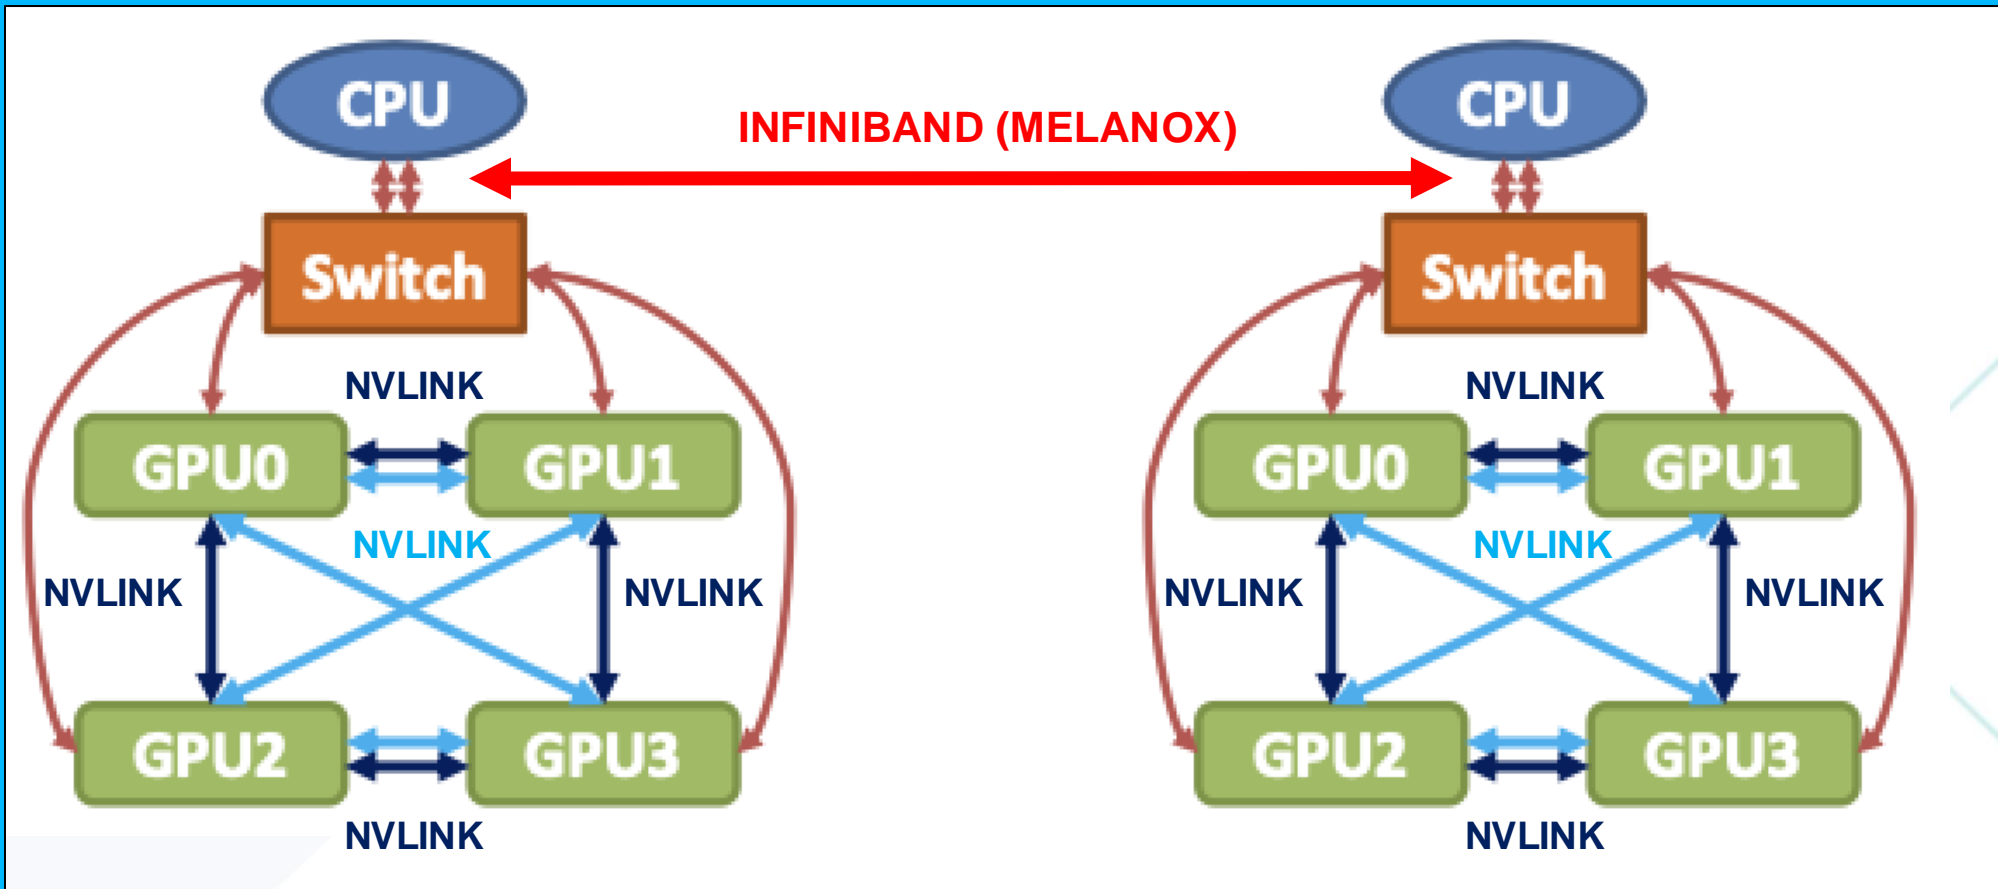 CPU
INFINIBAND (MELANOX)
CPU
Switch
Switch
NVLINK
NVLINK
GPU0
GPU1
GPU0
GPU1
NVLINK
NVLINK
NVLINK
NVLINK
NVLINK
NVLINK
GPU2
GPU3
GPU2
GPU3
NVLINK
NVLINK